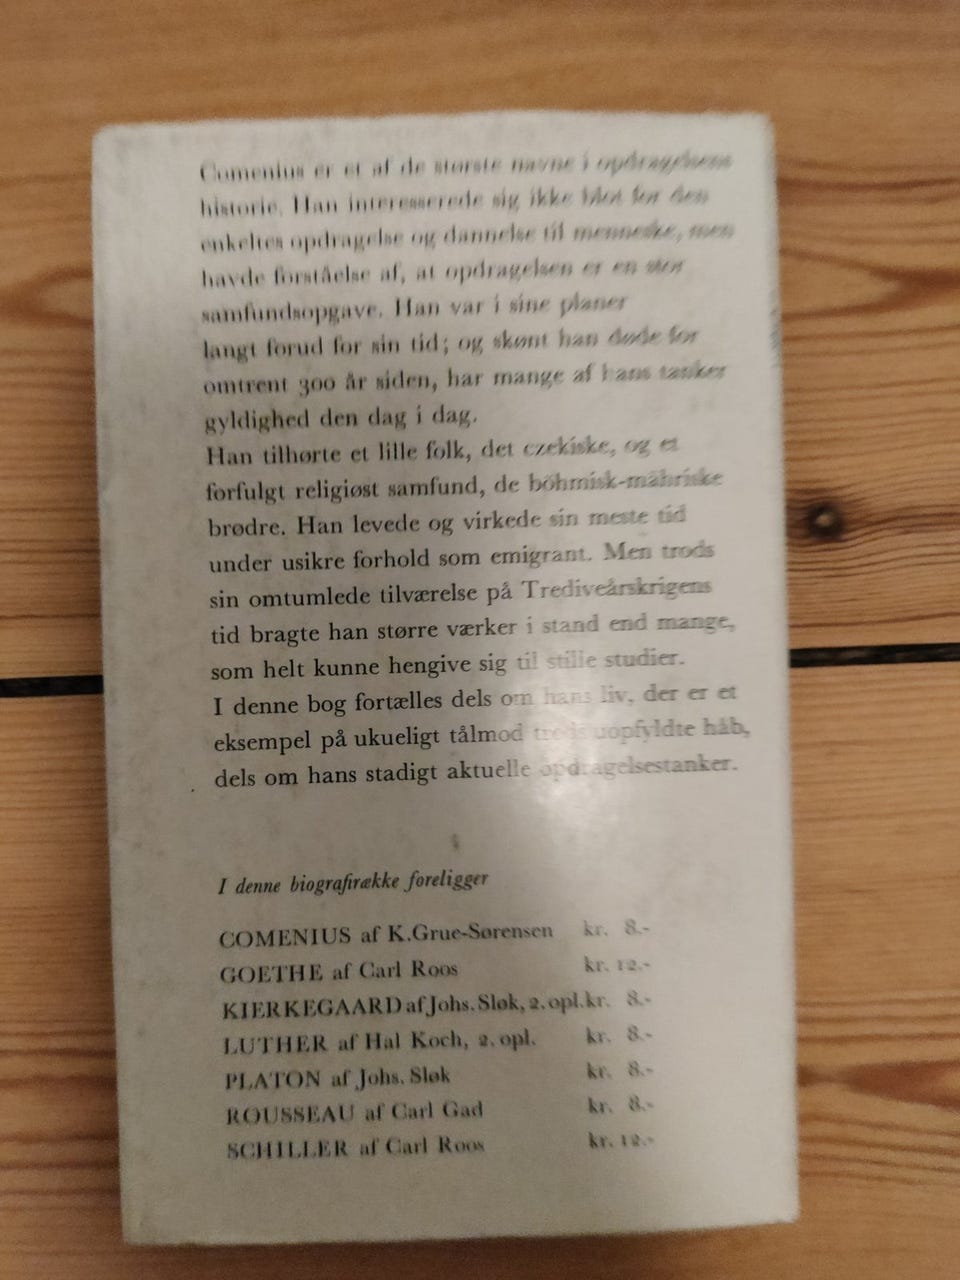 Comenius er et af de største navne i opdragelsens
historie. Han interesserede sig ikke blot for den
enkeltes opdragelse og dannelse til menneske, men
havde forståelse af, at opdragelsen er en stor
samfundsopgave. Han var i sine planer
langt forud for sin tid; og skønt han døde for
omtrent 300 år siden, har mange af hans tanker
gyldighed den dag i dag.
Han tilhørte et lille folk, det czekiske, og et
forfulgt religiøst samfund, de böhmisk-mähriske
brødre. Han levede og virkede sin meste tid
under usikre forhold som emigrant. Men trods
sin omtumlede tilværelse på Trediveårskrigens
tid bragte han større værker i stand end mange,
som helt kunne hengive sig til stille studier.
I denne bog fortælles dels om hans liv, der er et
eksempel på ukueligt tålmod trods uopfyldte håb,
dels om hans stadigt aktuelle opdragelsestanker.
I denne biografirække foreligger
COMENIUS af K.Grue-Sørensen kr. 8.-
GOETHE af Carl Roos kr. 12.-
KIERKEGAARD af Johs. Sløk, 2. opl. kr. 8.-
LUTHER af Hal Koch, 2. opl. kr. 8.-
PLATON af Johs. Sløk kr. 8.-
ROUSSEAU af Carl Gad kr. 8.-
SCHILLER af Carl Roos kr. 12.-